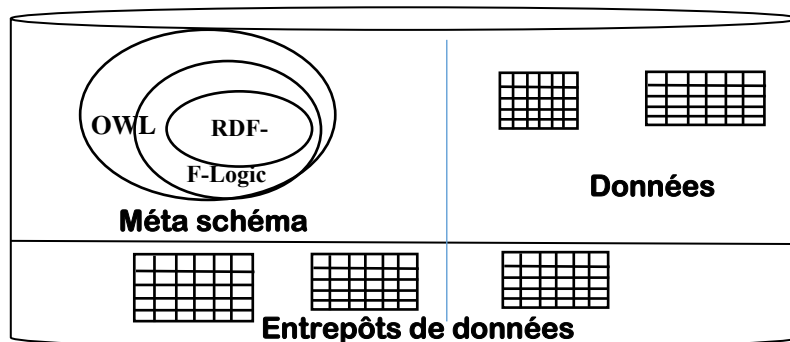 OWL
RDF-
F-Logic
Méta schéma
Données
Entrepôts de données